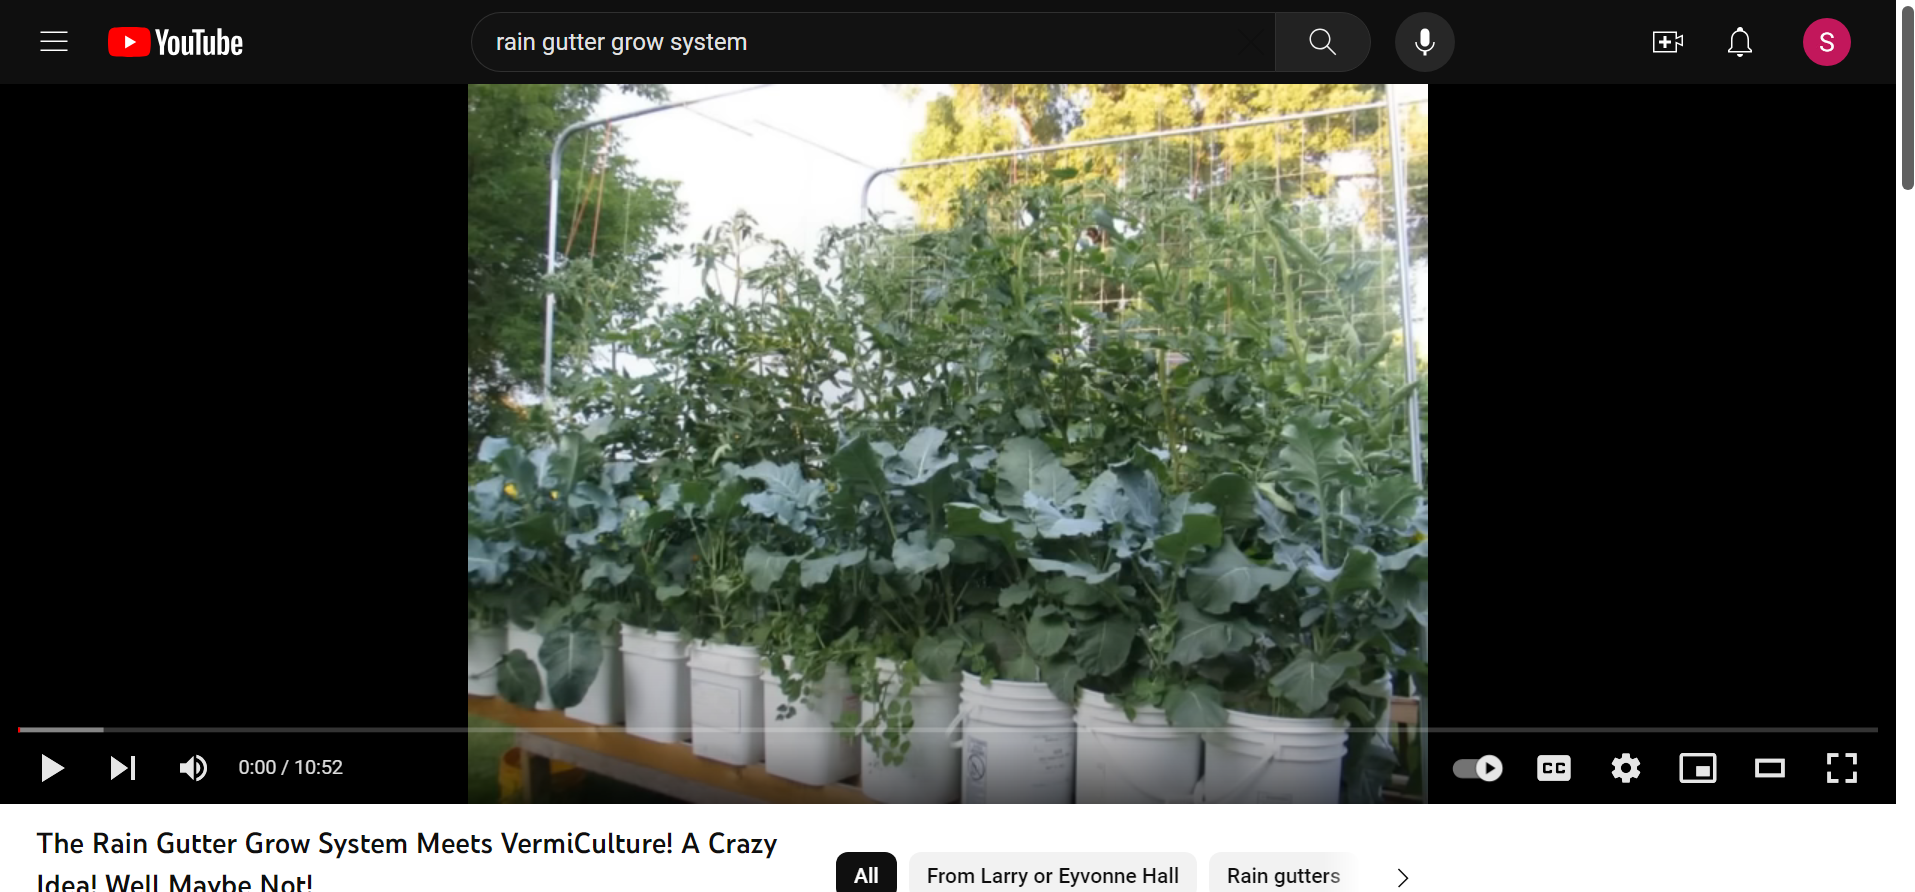 YouTube
rain gutter grow system
S
0:00 / 10:52
CC
The Rain Gutter Grow System Meets VermiCulture! A Crazy
Idea! Well Maybe Not!
All
From Larry or Eyvonne Hall
Rain gutters